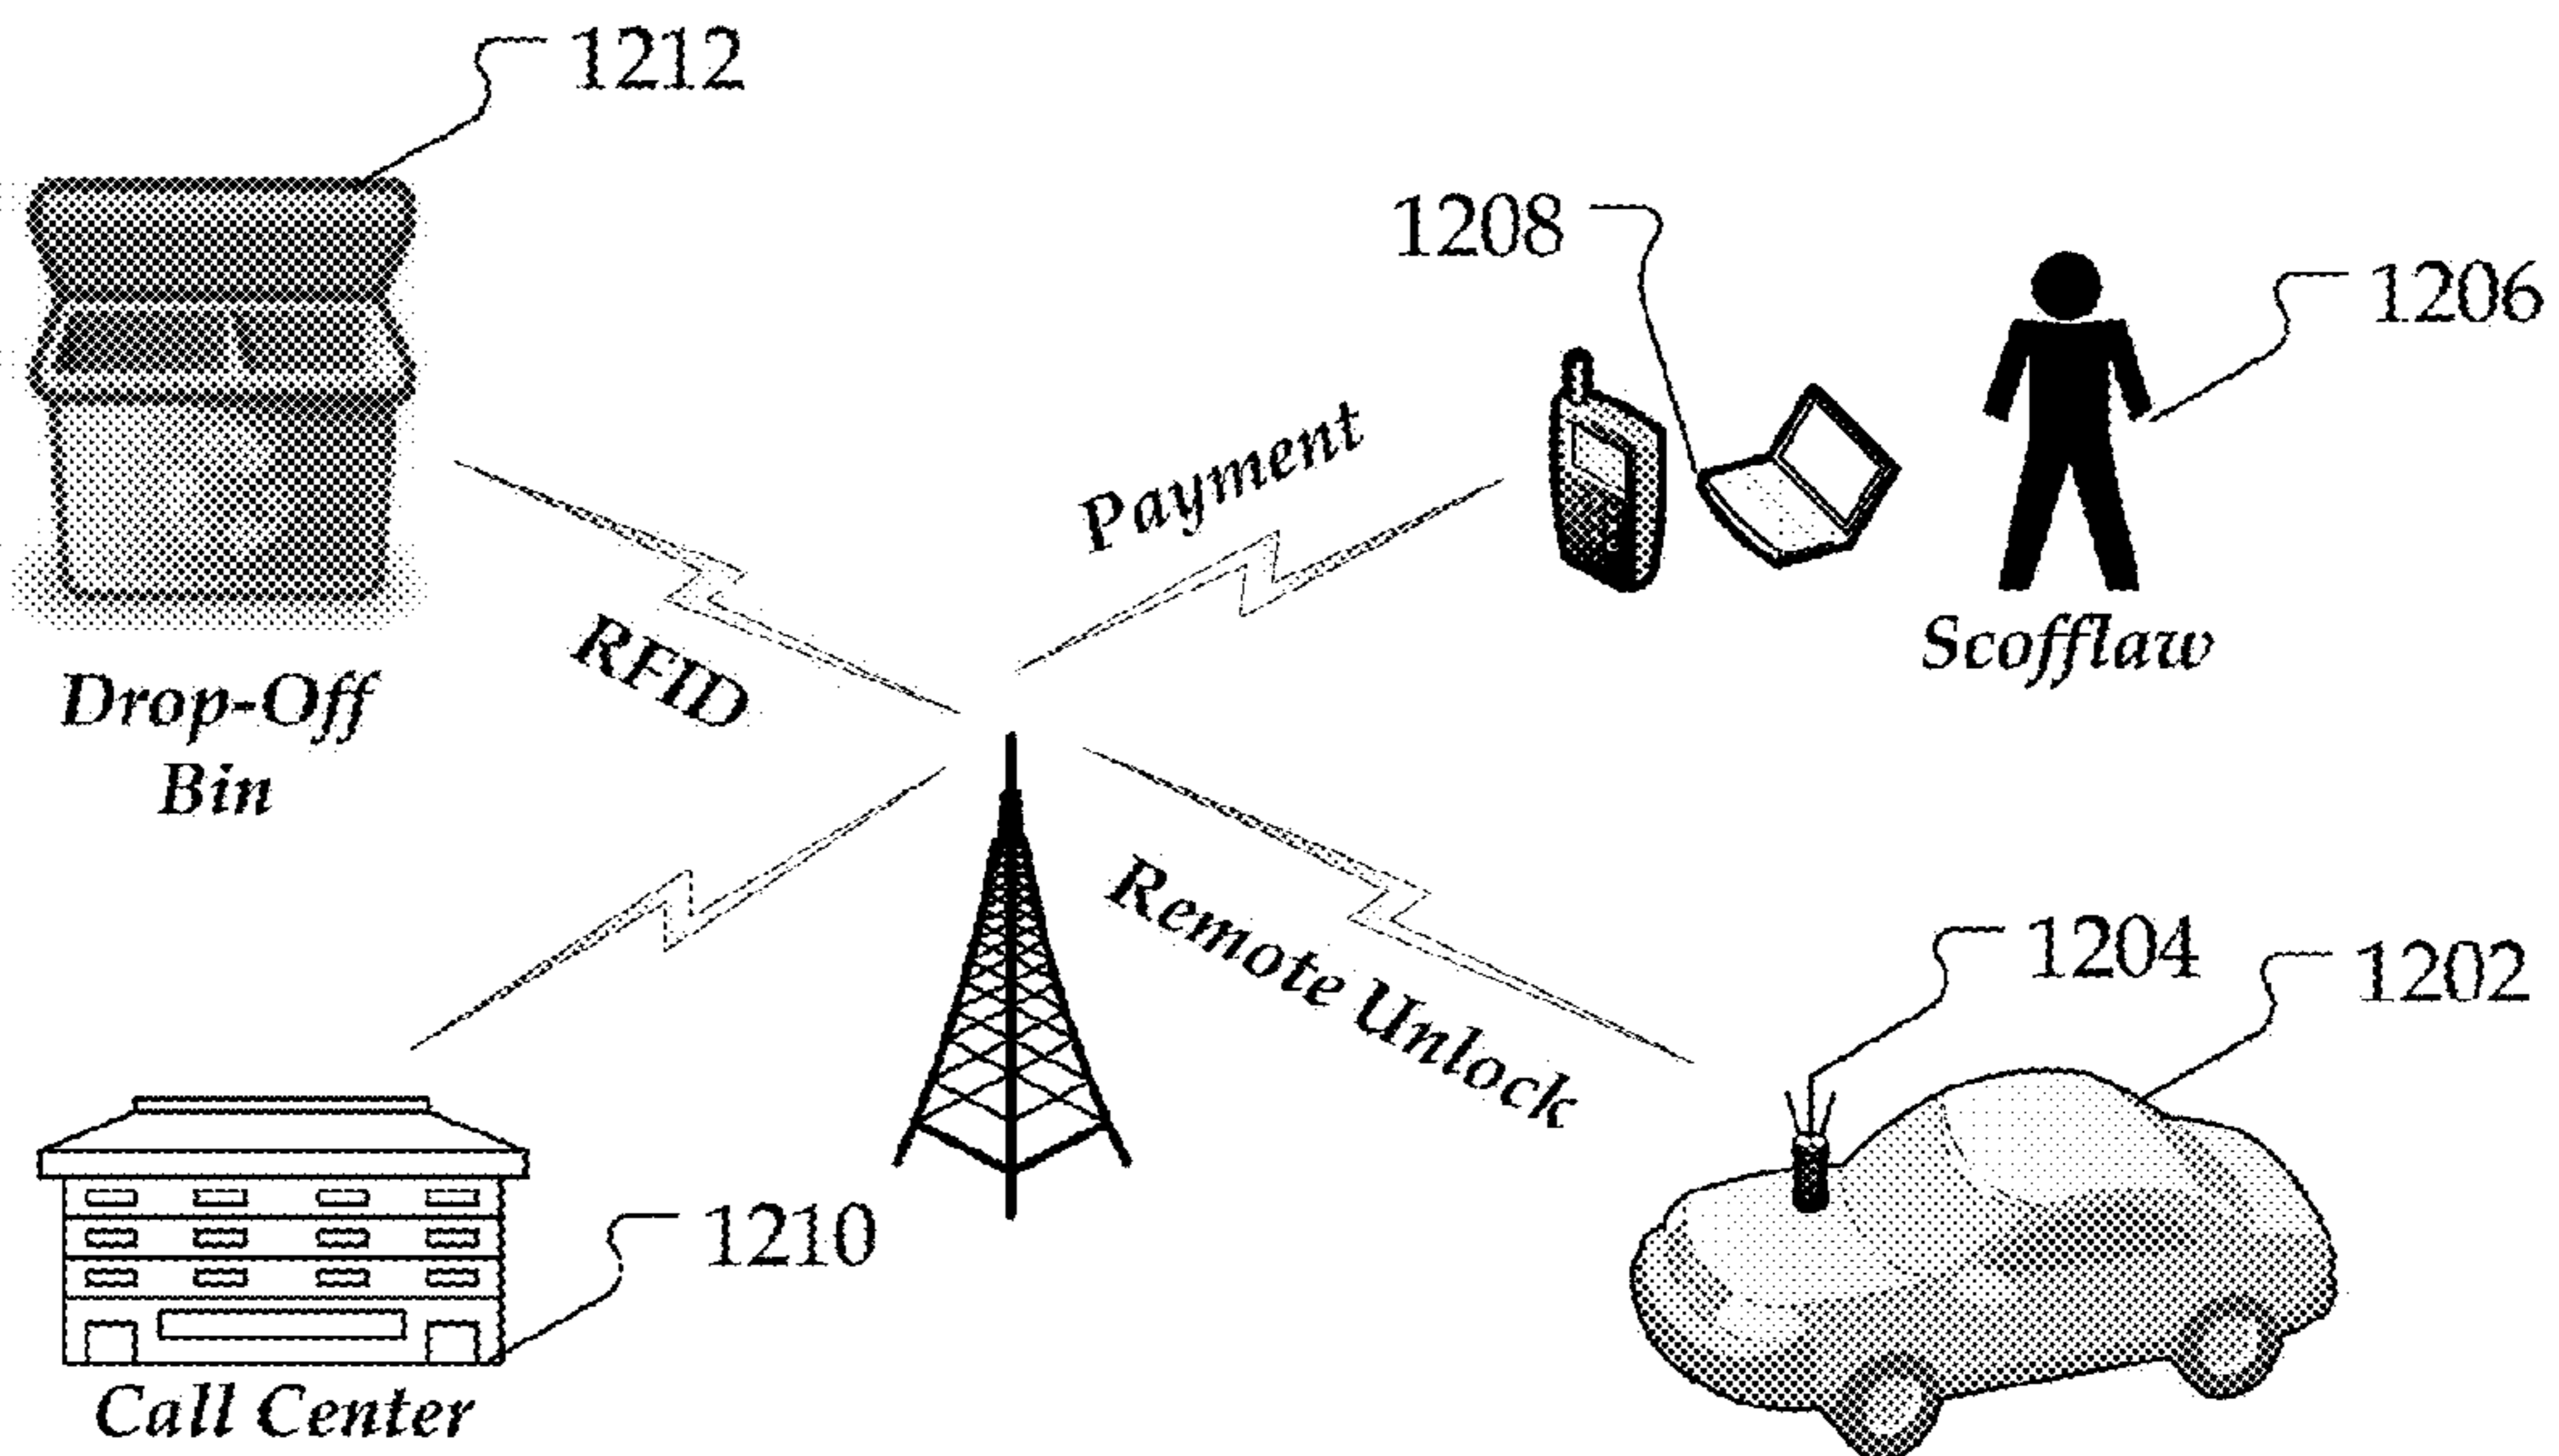 1212
1208
1206
Payment
RFID
Scofflaw
Drop-Off
Bin
Remote Unlock
1204
1202
1210
Call Center